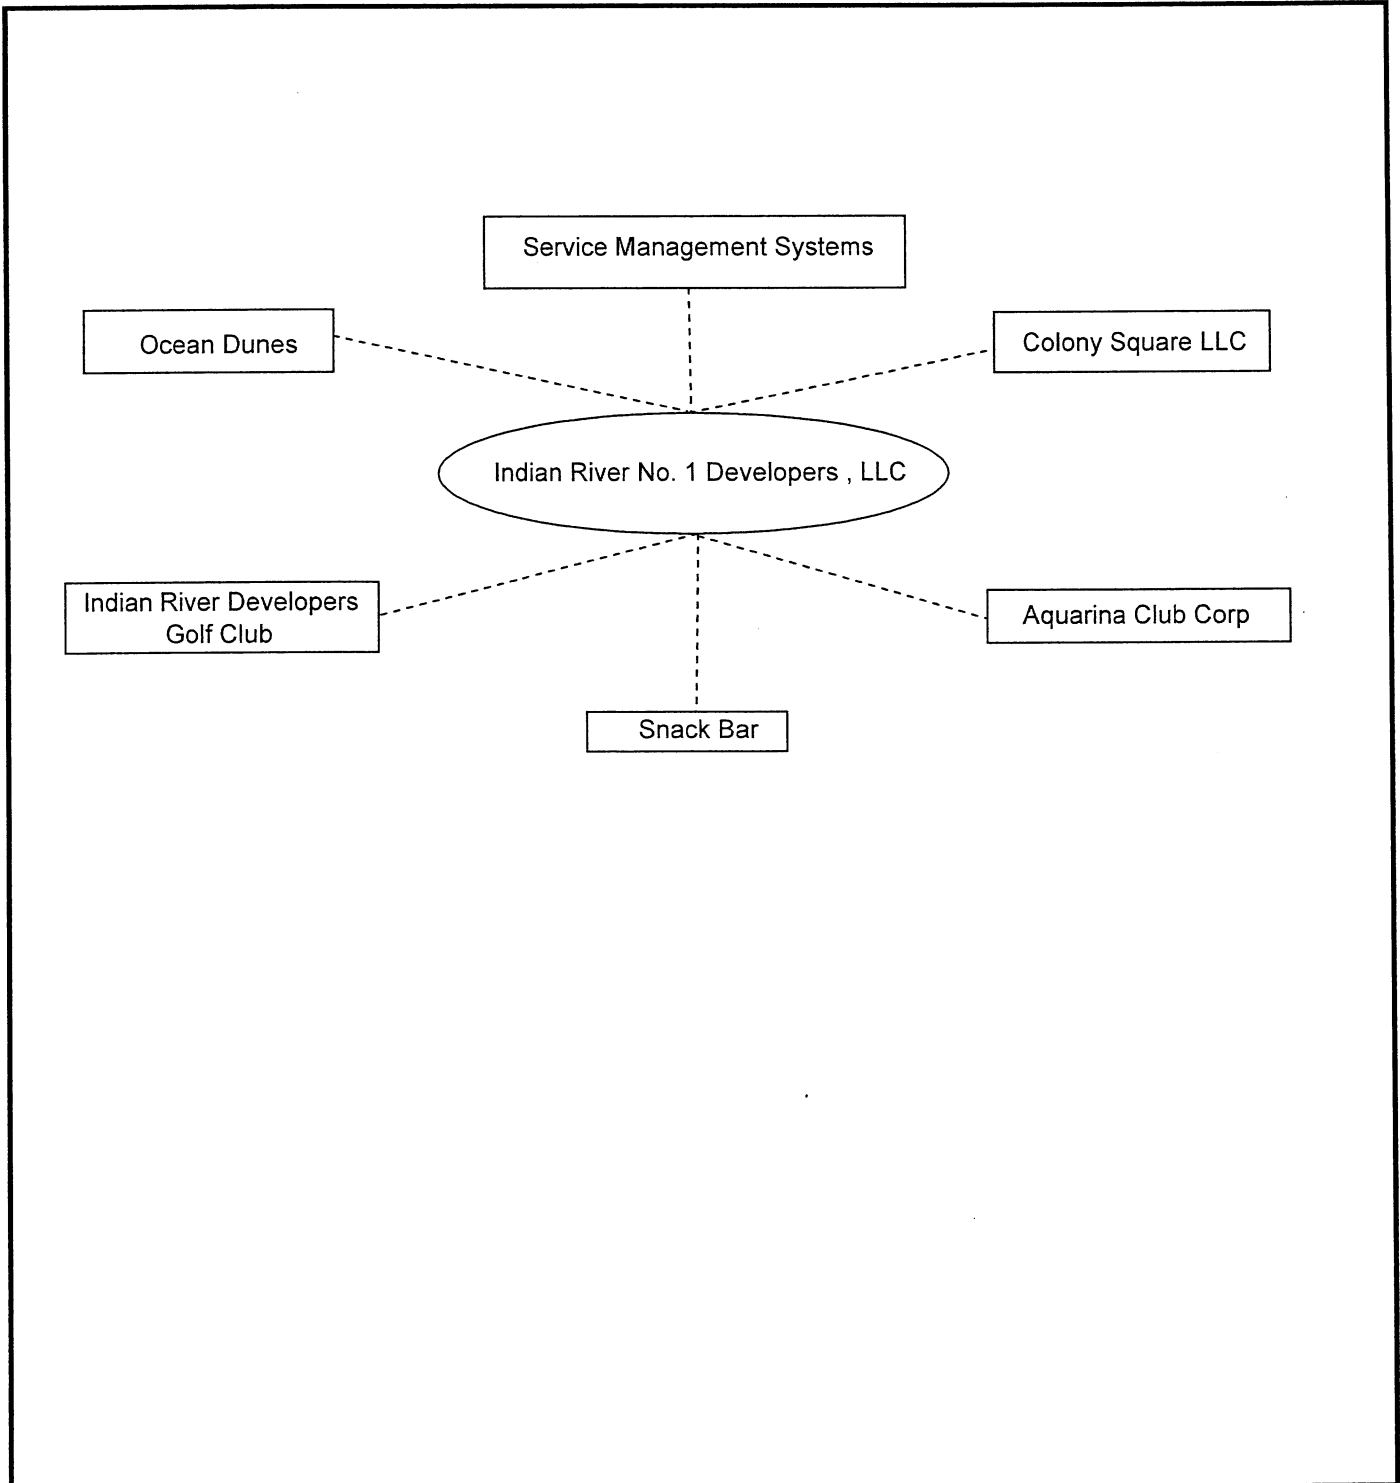 Service Management Systems
Ocean Dunes
Colony Square LLC
Indian River No. 1 Developers , LLC
Indian River Developers
Golf Club
Aquarina Club Corp
Snack Bar